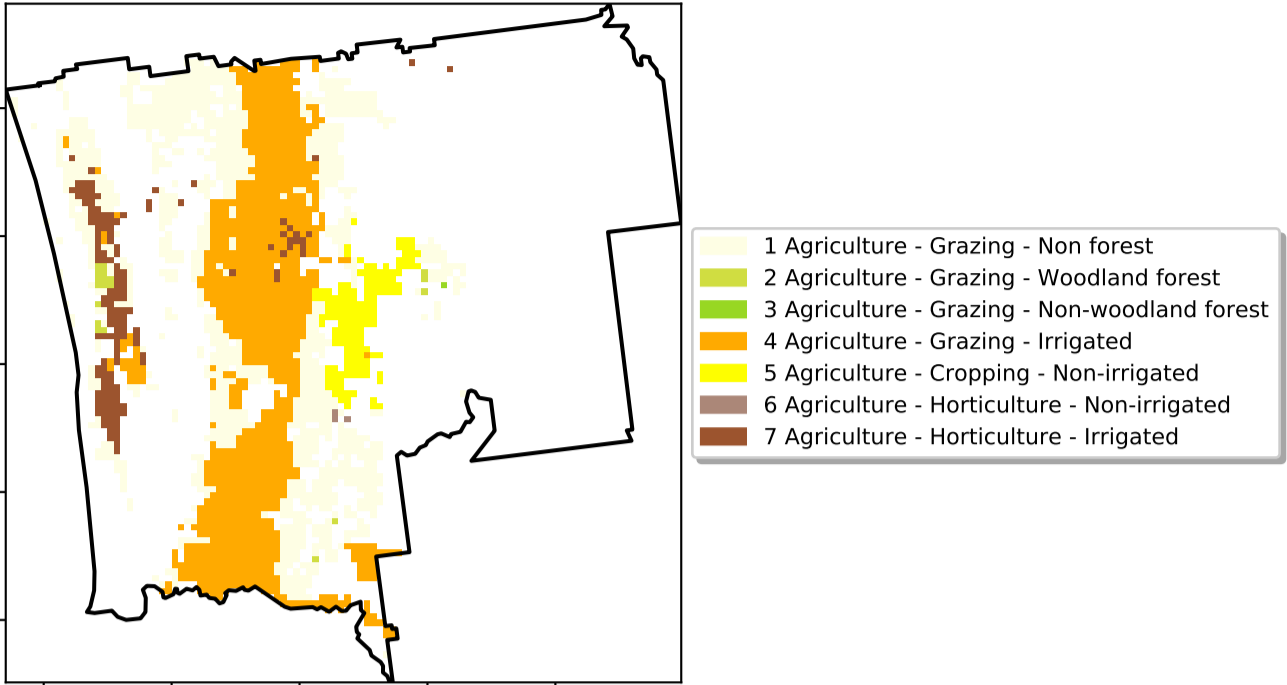 1 Agriculture - Grazing - Non forest
2 Agriculture - Grazing - Woodland forest
3 Agriculture - Grazing - Non-woodland forest
4 Agriculture - Grazing - Irrigated
5 Agriculture - Cropping - Non-irrigated
6 Agriculture - Horticulture - Non-irrigated
7 Agriculture - Horticulture - Irrigated